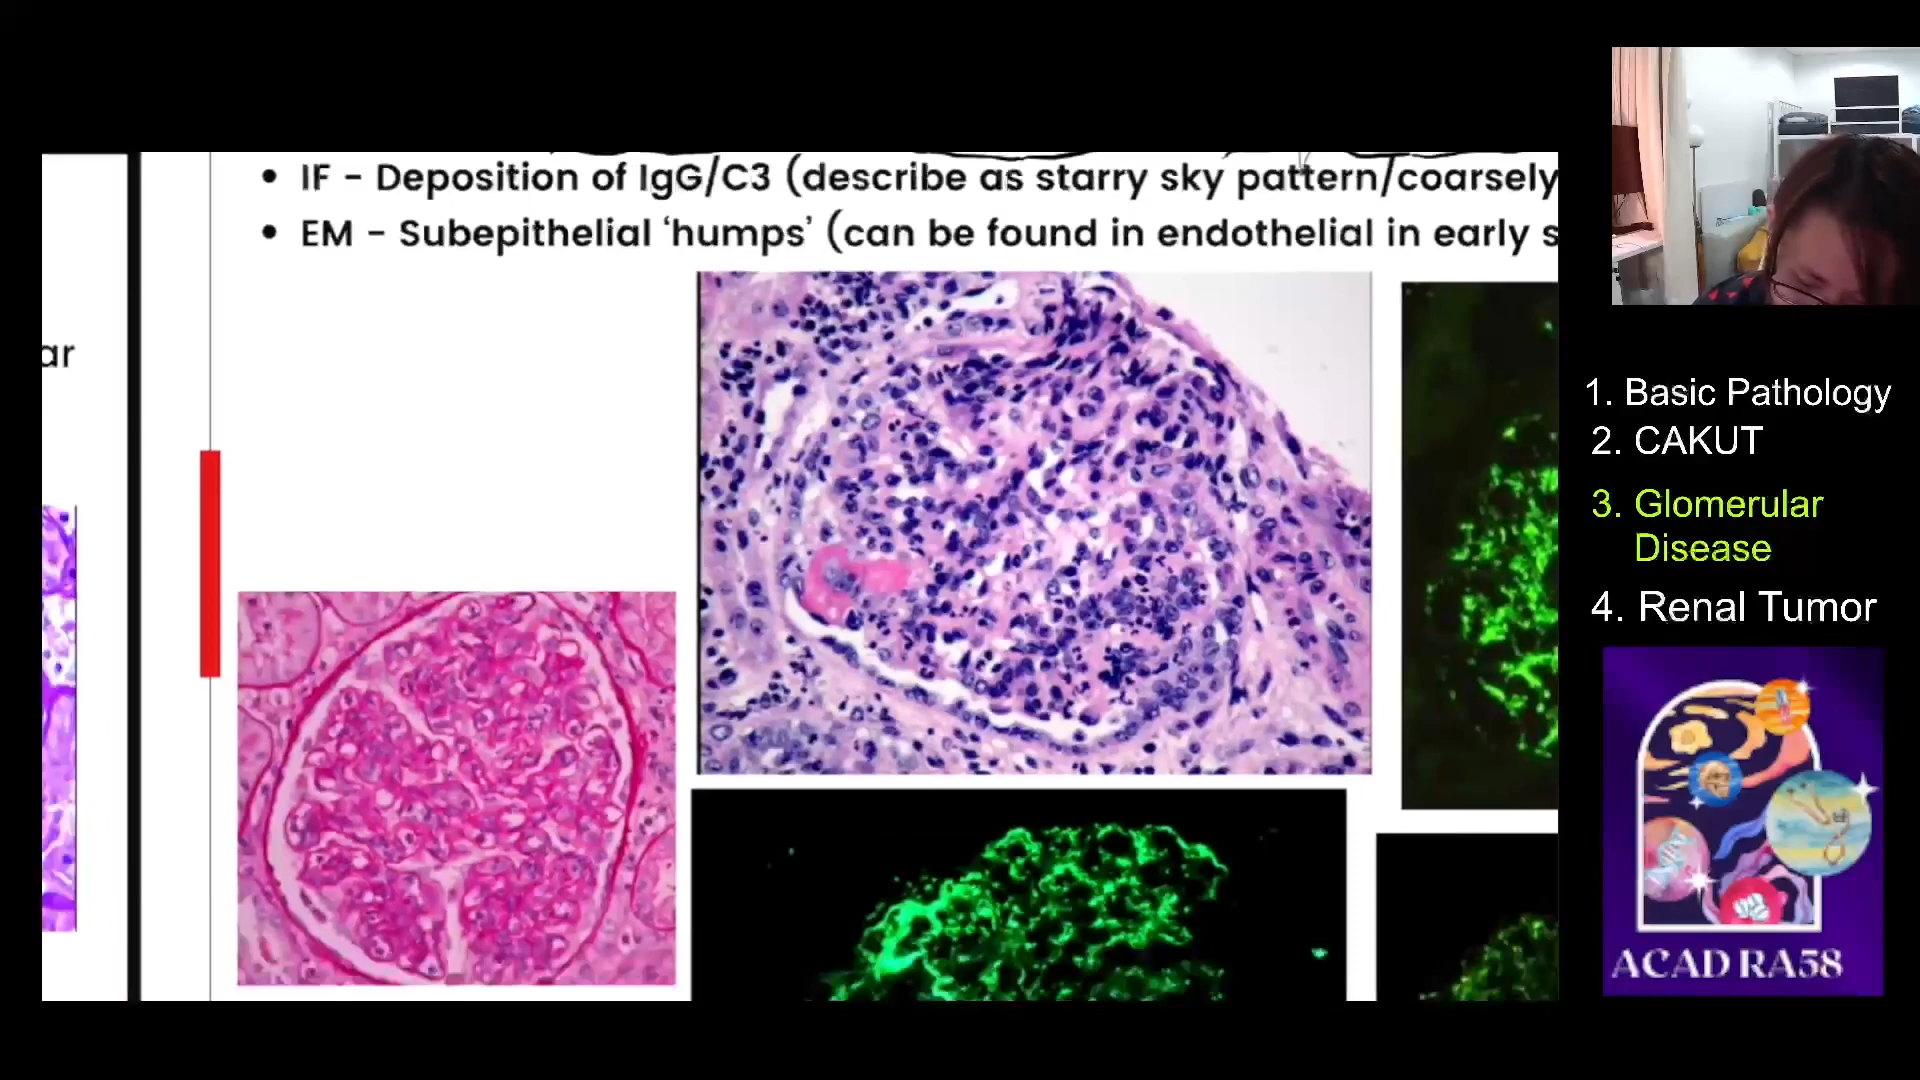 • IF - Deposition of IgG/C3 (describe as starry sky pattern/coarsely
• EM - Subepithelial ‘humps’ (can be found in endothelial in early s
ar
1. Basic Pathology
2. CAKUT
3. Glomerular
Disease
4. Renal Tumor
ACAD RA58